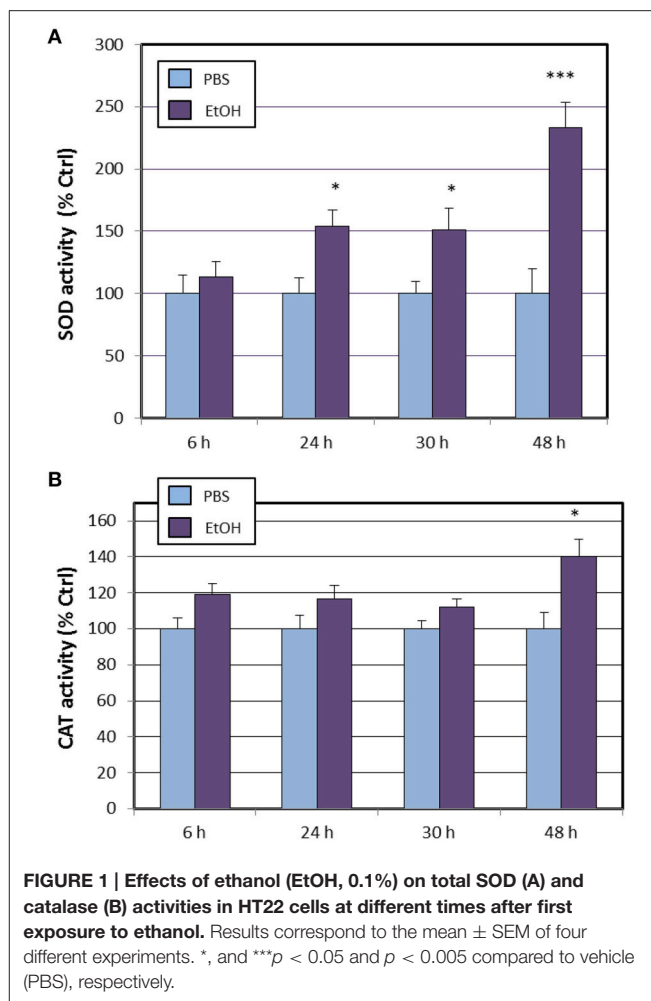 A
300
250
200
150
100
50
0
SOD activity (% Ctrl)
PBS
EtOH
*
*
***
6 h 24 h 30 h 48 h
B
160
140
120
100
80
60
40
20
0
CAT activity (% Ctrl)
PBS
EtOH
*
6 h 24 h 30 h 48 h
FIGURE 1 | Effects of ethanol (EtOH, 0.1%) on total SOD (A) and
catalase (B) activities in HT22 cells at different times after first
exposure to ethanol. Results correspond to the mean ± SEM of four
different experiments. *, and ***p < 0.05 and p < 0.005 compared to vehicle
(PBS), respectively.